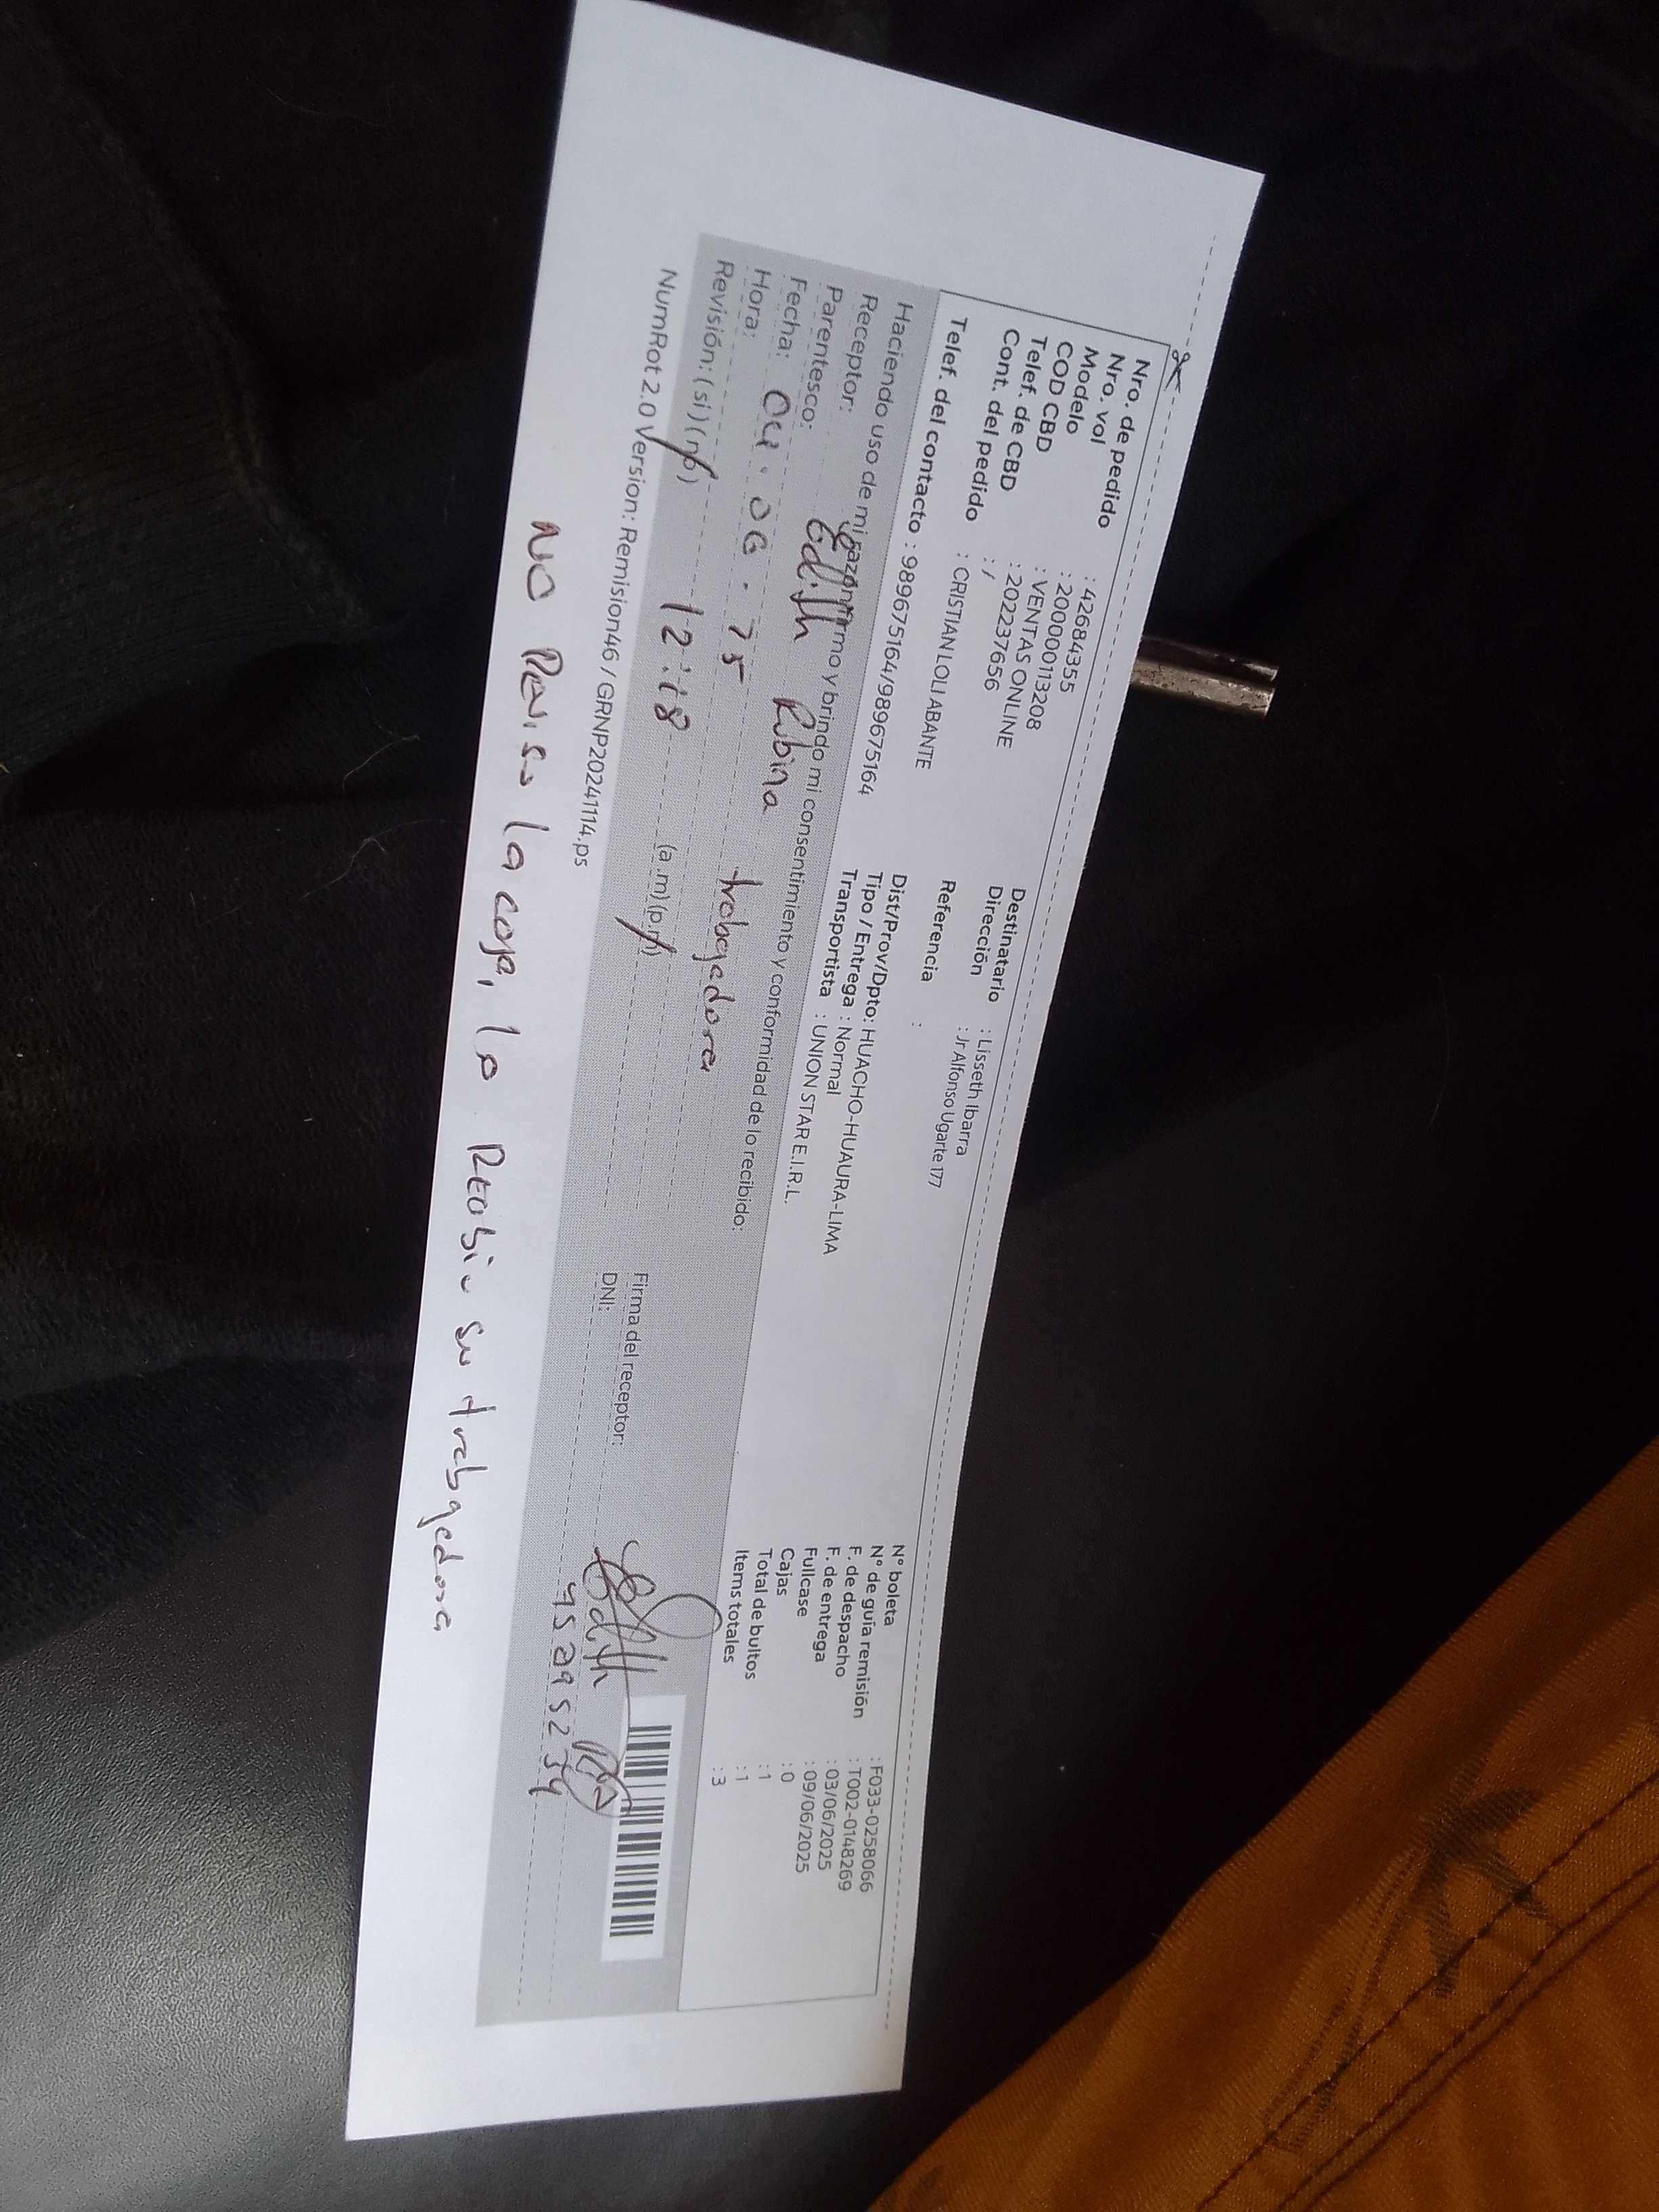 Nro. de pedido : 42684355
Nro. vol : 200000113208
Modelo : VENTAS ONLINE
COD CBD : 202237656
Telef. de CBD : /
Cont. del pedido : CRISTIAN LOLI ABANTE
Telef. del contacto : 989675164/989675164
Destinatario : Lisseth Ibarra
Dirección : Jr Alfonso Ugarte 177
Referencia :
Dist/Prov/Dpto: HUACHO-HUAURA-LIMA
Tipo / Entrega : Normal
Transportista : UNION STAR E.I.R.L.
N° boleta : F033-0258066
N° de guía remisión : T002-0148269
F. de despacho : 03/06/2025
F. de entrega : 09/06/2025
Fullcase : 0
Cajas : 1
Total de bultos : 1
Items totales : 3
Haciendo uso de mi razón firmo y brindo mi consentimiento y conformidad de lo recibido:
Receptor: Edith Rubina
Parentesco: trabajadora
Fecha: 04.06.25
Hora: 12:18 (a.m) (p.m)
Revisión: (si) (no)
Firma del receptor: Edith
DNI:
NumRot 2.0 Version: Remision46 / GRNP20241114.ps
NO Reviso la caja, lo Recibio su trabajadora